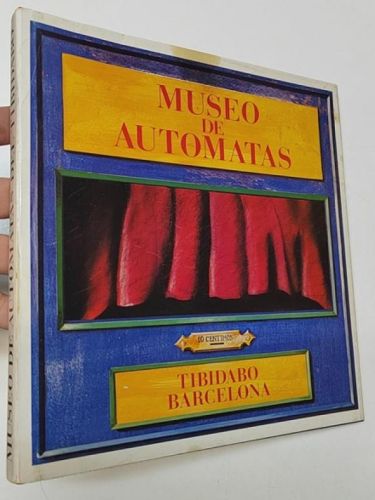 MUSEO
DE
AUTOMATAS
10 CENTIMOS
TIBIDABO
BARCELONA